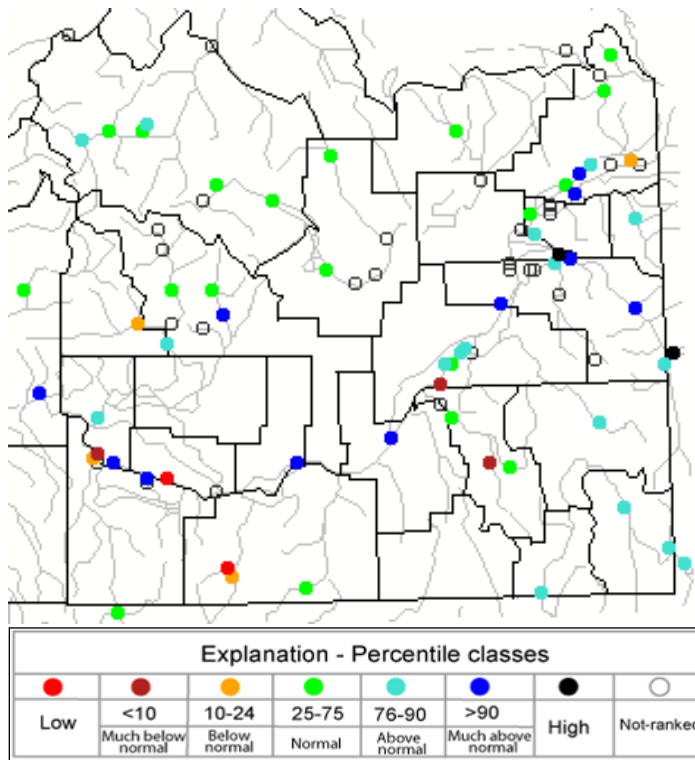 Explanation - Percentile classes
Low <10 10-24 25-75 76-90 >90 High Not-ranked
Much below normal Below normal Normal Above normal Much above normal